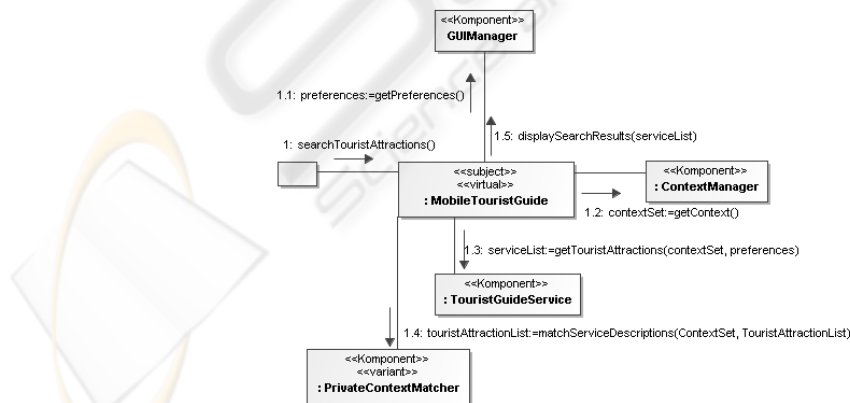 <<Komponent>>
GUIManager
1.1: preferences:=getPreferences()
1.5: displaySearchResults(serviceList)
1: searchTouristAttractions()
<<subject>>
<<virtual>>
: MobileTouristGuide
<<Komponent>>
: ContextManager
1.2: contextSet:=getContext()
1.3: serviceList:=getTouristAttractions(contextSet, preferences)
<<Komponent>>
: TouristGuideService
1.4: touristAttractionList:=matchServiceDescriptions(ContextSet, TouristAttractionList)
<<Komponent>>
<<variant>>
: PrivateContextMatcher